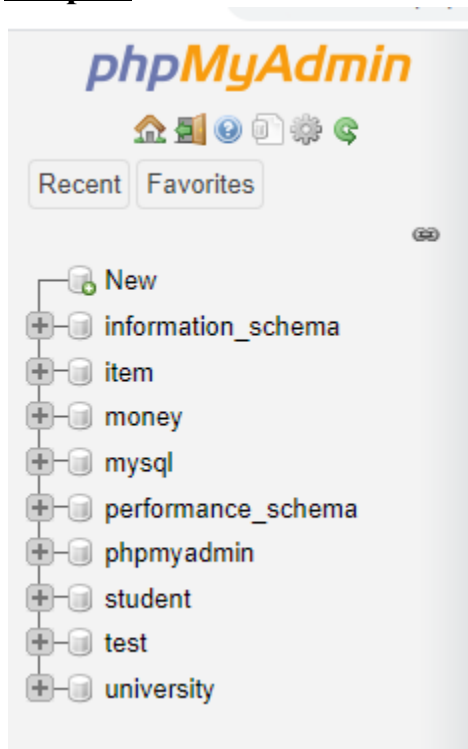 phpMyAdmin
Recent Favorites
New
information_schema
item
money
mysql
performance_schema
phpmyadmin
student
test
university